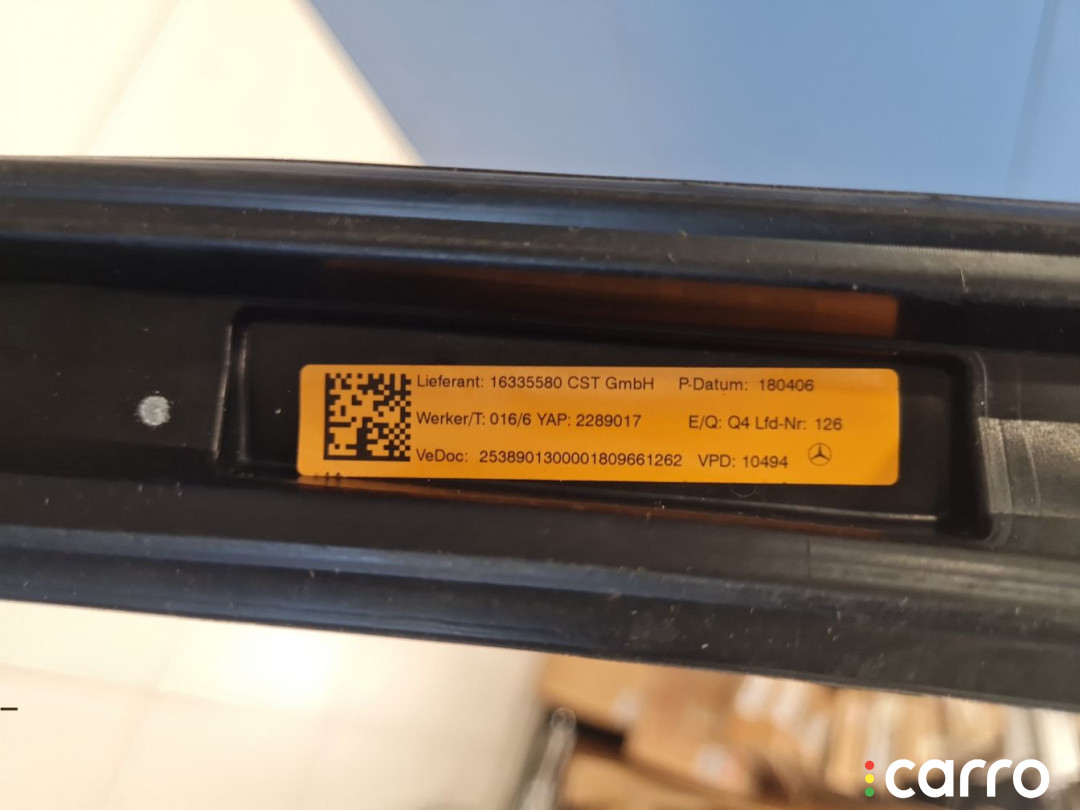 Lieferant: 16335580 CST GmbH P-Datum: 180406
Werker/T: 016/6 YAP: 2289017 E/Q: Q4 Lfd-Nr: 126
VeDoc: 2538901300001809661262 VPD: 10494
carro